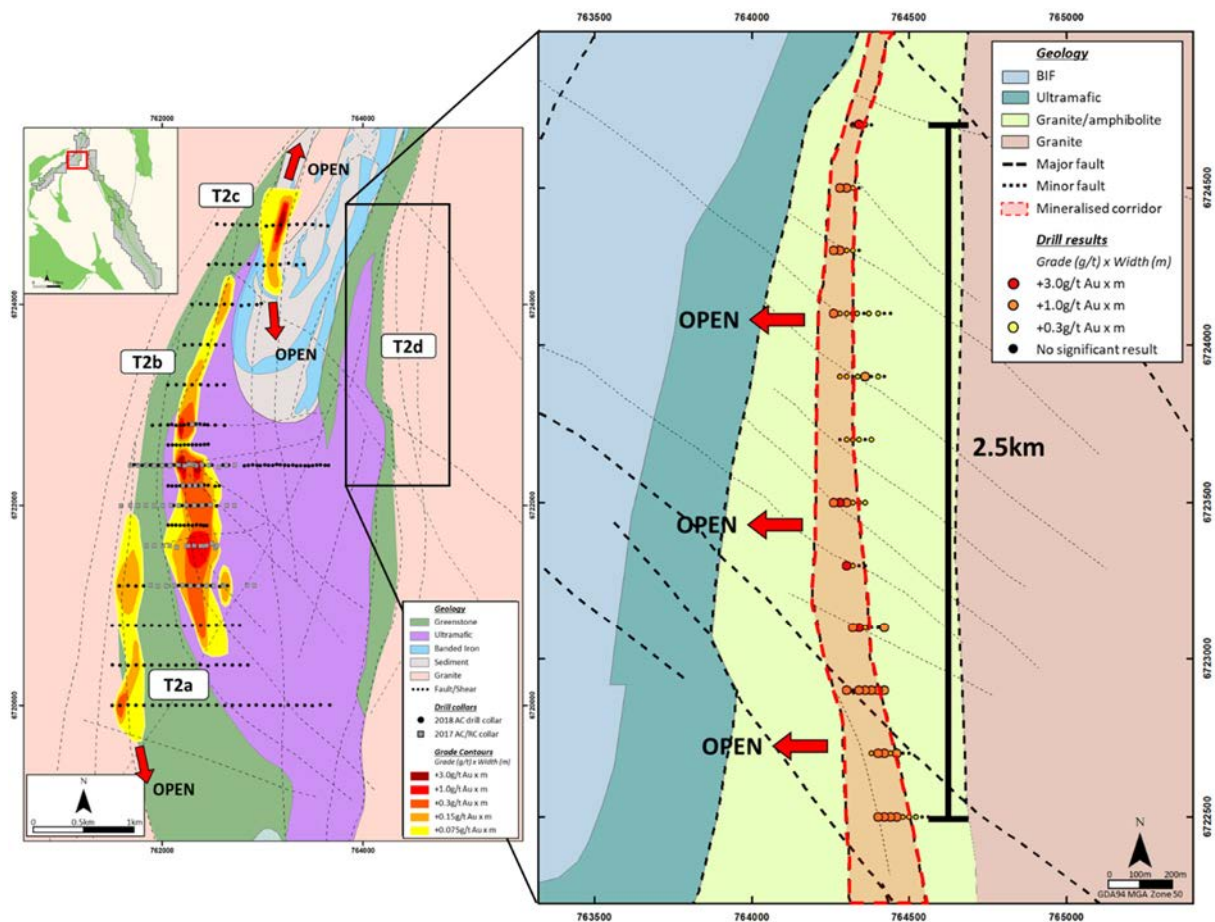 763500
764000
764500
765000
Geology
BIF
Ultramafic
Granite/amphibolite
Granite
Major fault
Minor fault
Mineralised corridor
Drill results
Grade (g/t) x Width (m)
+3.0g/t Au x m
+1.0g/t Au x m
+0.3g/t Au x m
No significant result
762000
764000
OPEN
T2c
6724000
OPEN
T2b
T2d
6722000
T2a
6720000
OPEN
N
0
0.5km
1km
762000
764000
Geology
Greenstone
Ultramafic
Banded Iron
Sediment
Granite
Fault/Shear
Drill collars
2018 AC drill collar
2017 AC/RC collar
Grade Contours
Grade (g/t) x Width (m)
+3.0g/t Au x m
+1.0g/t Au x m
+0.3g/t Au x m
+0.15g/t Au x m
+0.075g/t Au x m
6724500
OPEN
6724000
2.5km
OPEN
6723500
6723000
OPEN
6722500
N
0 100m 200m
GDA94 MGA Zone 50
763500
764000
764500
765000